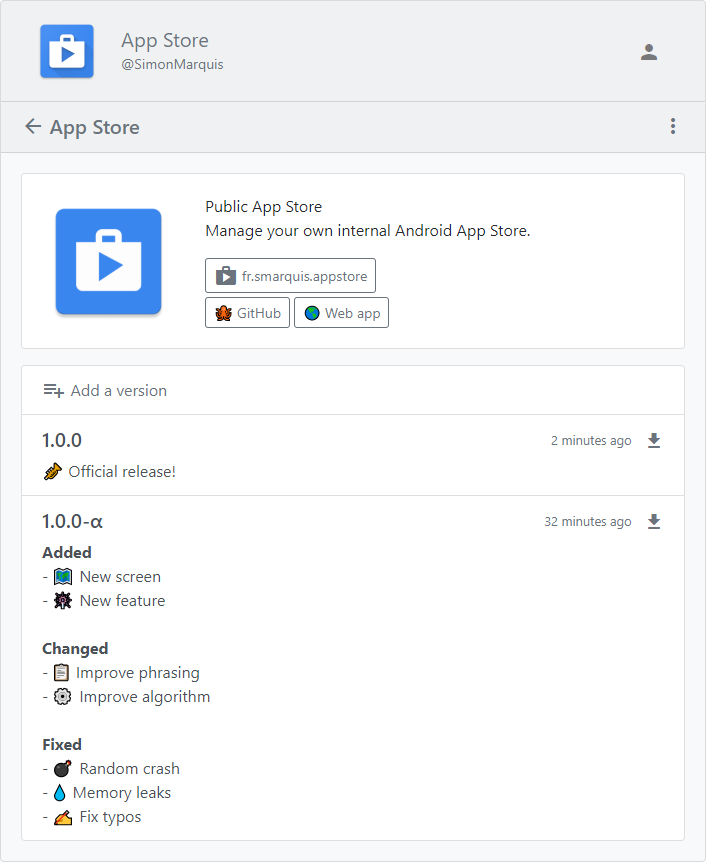 App Store
@SimonMarquis
App Store
Public App Store
Manage your own internal Android App Store.
fr.smarquis.appstore
GitHub
Web app
Add a version
1.0.0
2 minutes ago
Official release!
1.0.0-α
32 minutes ago
Added
- New screen
- New feature
Changed
- Improve phrasing
- Improve algorithm
Fixed
- Random crash
- Memory leaks
- Fix typos